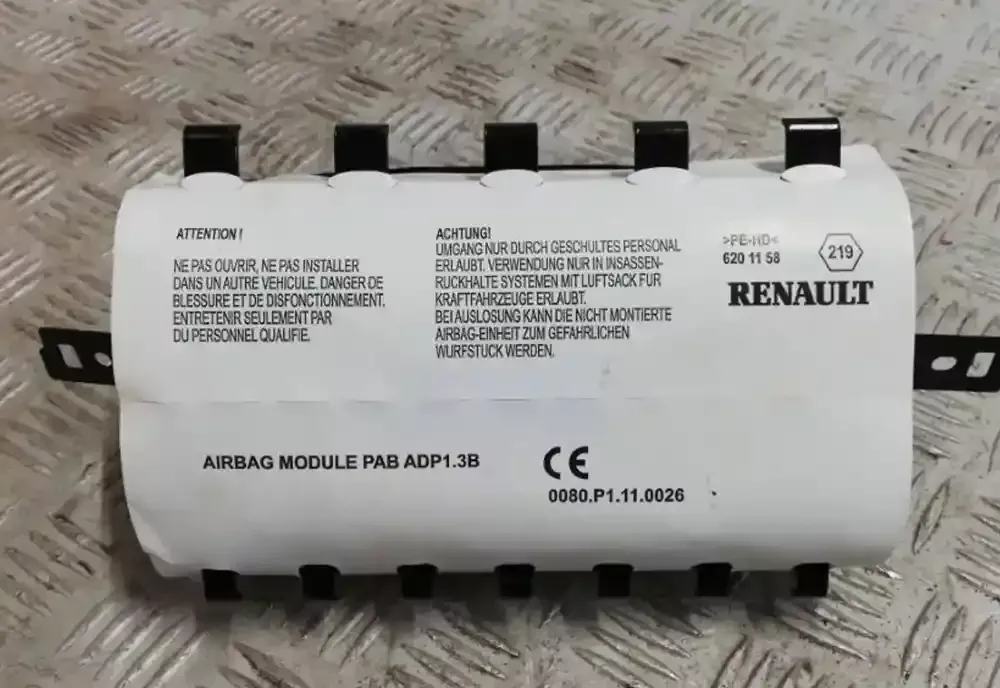 ATTENTION !
NE PAS OUVRIR, NE PAS INSTALLER
DANS UN AUTRE VEHICULE. DANGER DE
BLESSURE ET DE DISFONCTIONNEMENT.
ENTRETENIR SEULEMENT PAR
DU PERSONNEL QUALIFIE.
ACHTUNG!
UMGANG NUR DURCH GESCHULTES PERSONAL
ERLAUBT. VERWENDUNG NUR IN INSASSEN-
RUCKHALTE SYSTEMEN MIT LUFTSACK FUR
KRAFTFAHRZEUGE ERLAUBT.
BEI AUSLOSUNG KANN DIE NICHT MONTIERTE
AIRBAG-EINHEIT ZUM GEFAHRLICHEN
WURFSTUCK WERDEN.
>PE-HD<
620 11 58
219
RENAULT
AIRBAG MODULE PAB ADP1.3B
CE
0080.P1.11.0026